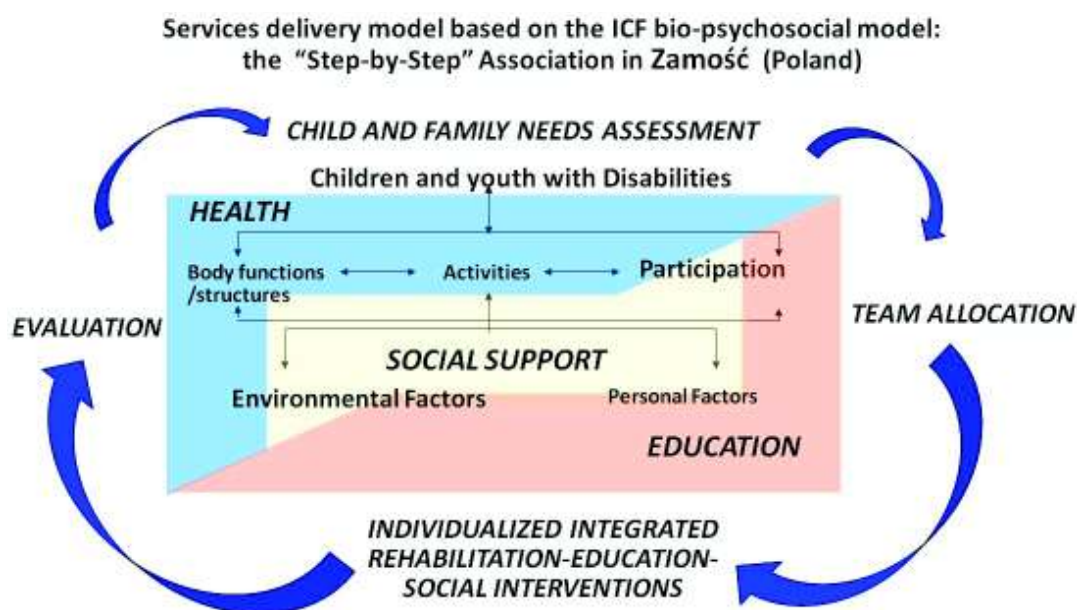 Services delivery model based on the ICF bio-psychosocial model:
the “Step-by-Step” Association in Zamość (Poland)
CHILD AND FAMILY NEEDS ASSESSMENT
Children and youth with Disabilities
HEALTH
Body functions
/structures
Activities
Participation
EVALUATION
TEAM ALLOCATION
SOCIAL SUPPORT
Environmental Factors
Personal Factors
EDUCATION
INDIVIDUALIZED INTEGRATED
REHABILITATION-EDUCATION-
SOCIAL INTERVENTIONS